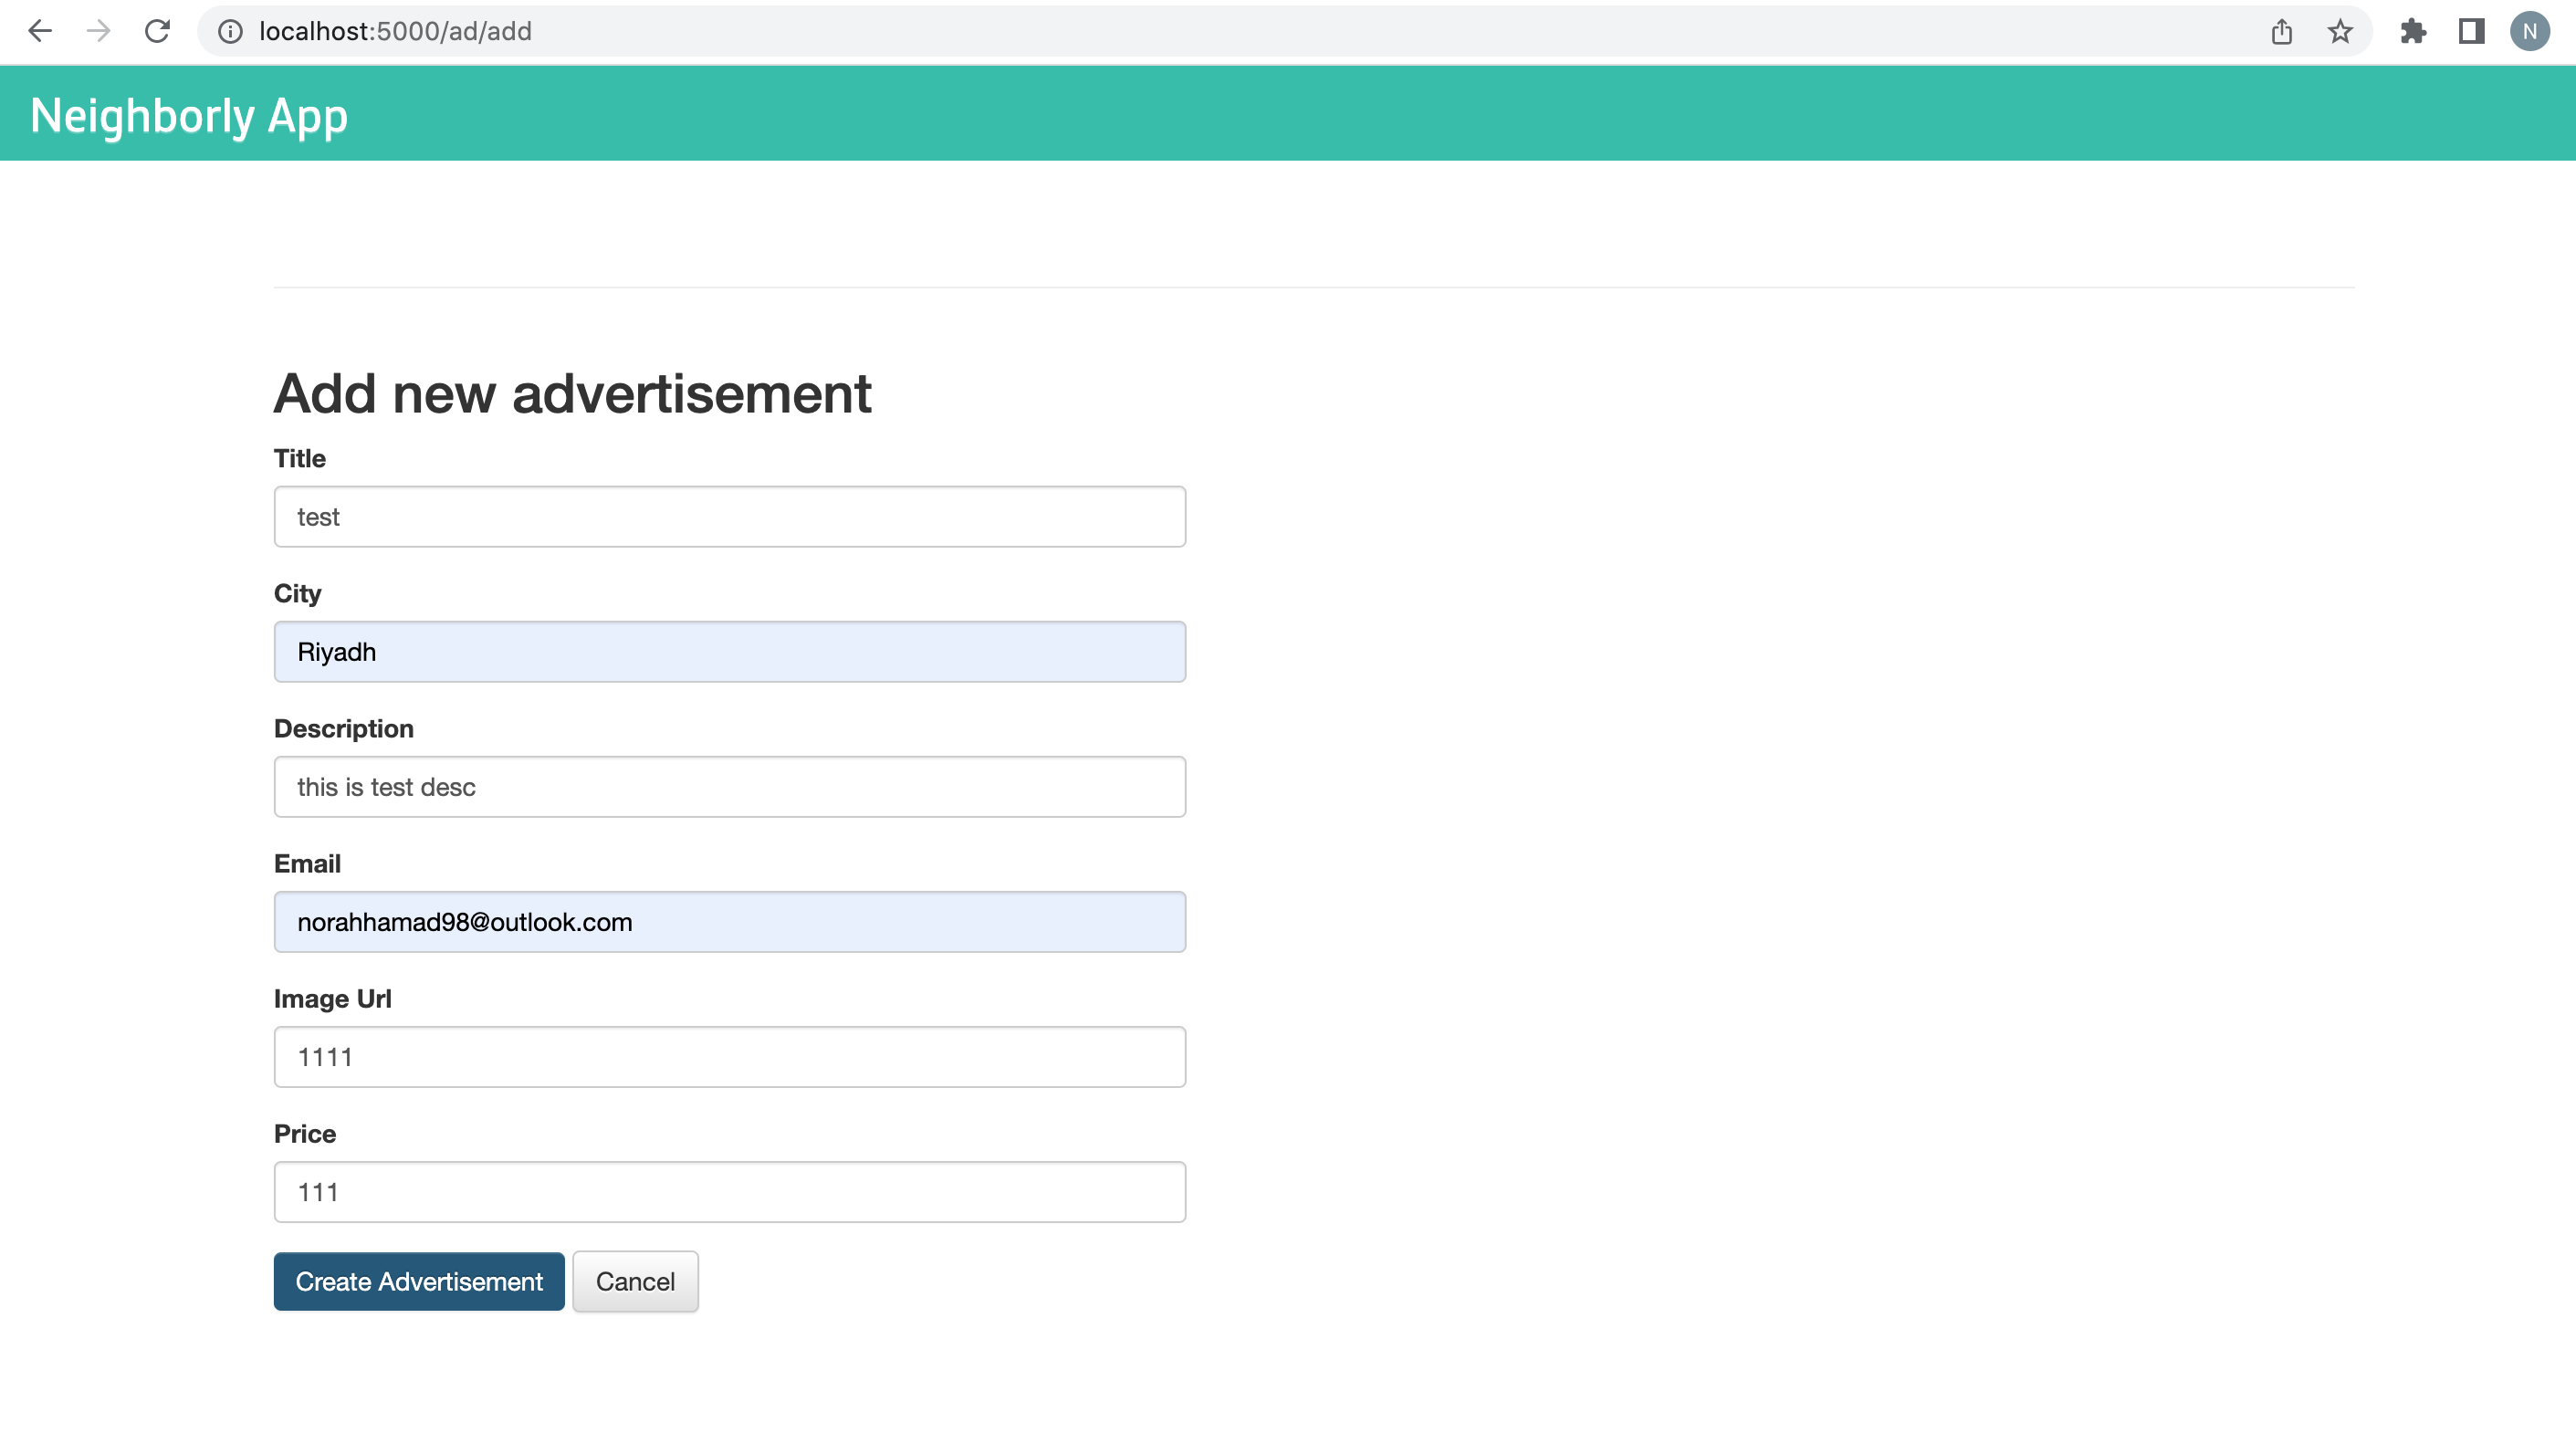 localhost:5000/ad/add
N
Neighborly App
Add new advertisement
Title
test
City
Riyadh
Description
this is test desc
Email
norahhamad98@outlook.com
Image Url
1111
Price
111
Create Advertisement Cancel